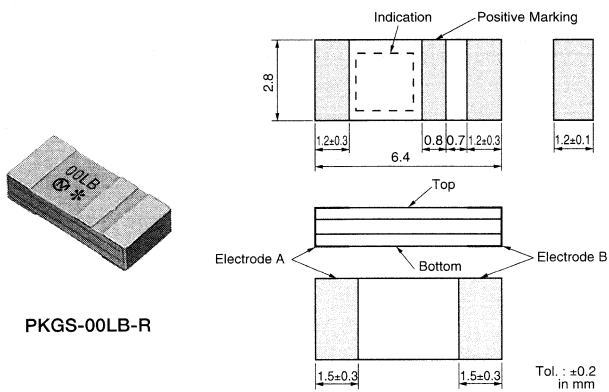 Indication
Positive Marking
2.8
1.2±0.3
0.8
0.7
1.2±0.3
1.2±0.1
6.4
00LB
Top
Electrode A
Bottom
Electrode B
PKGS-00LB-R
1.5±0.3
1.5±0.3
Tol. : ±0.2
in mm